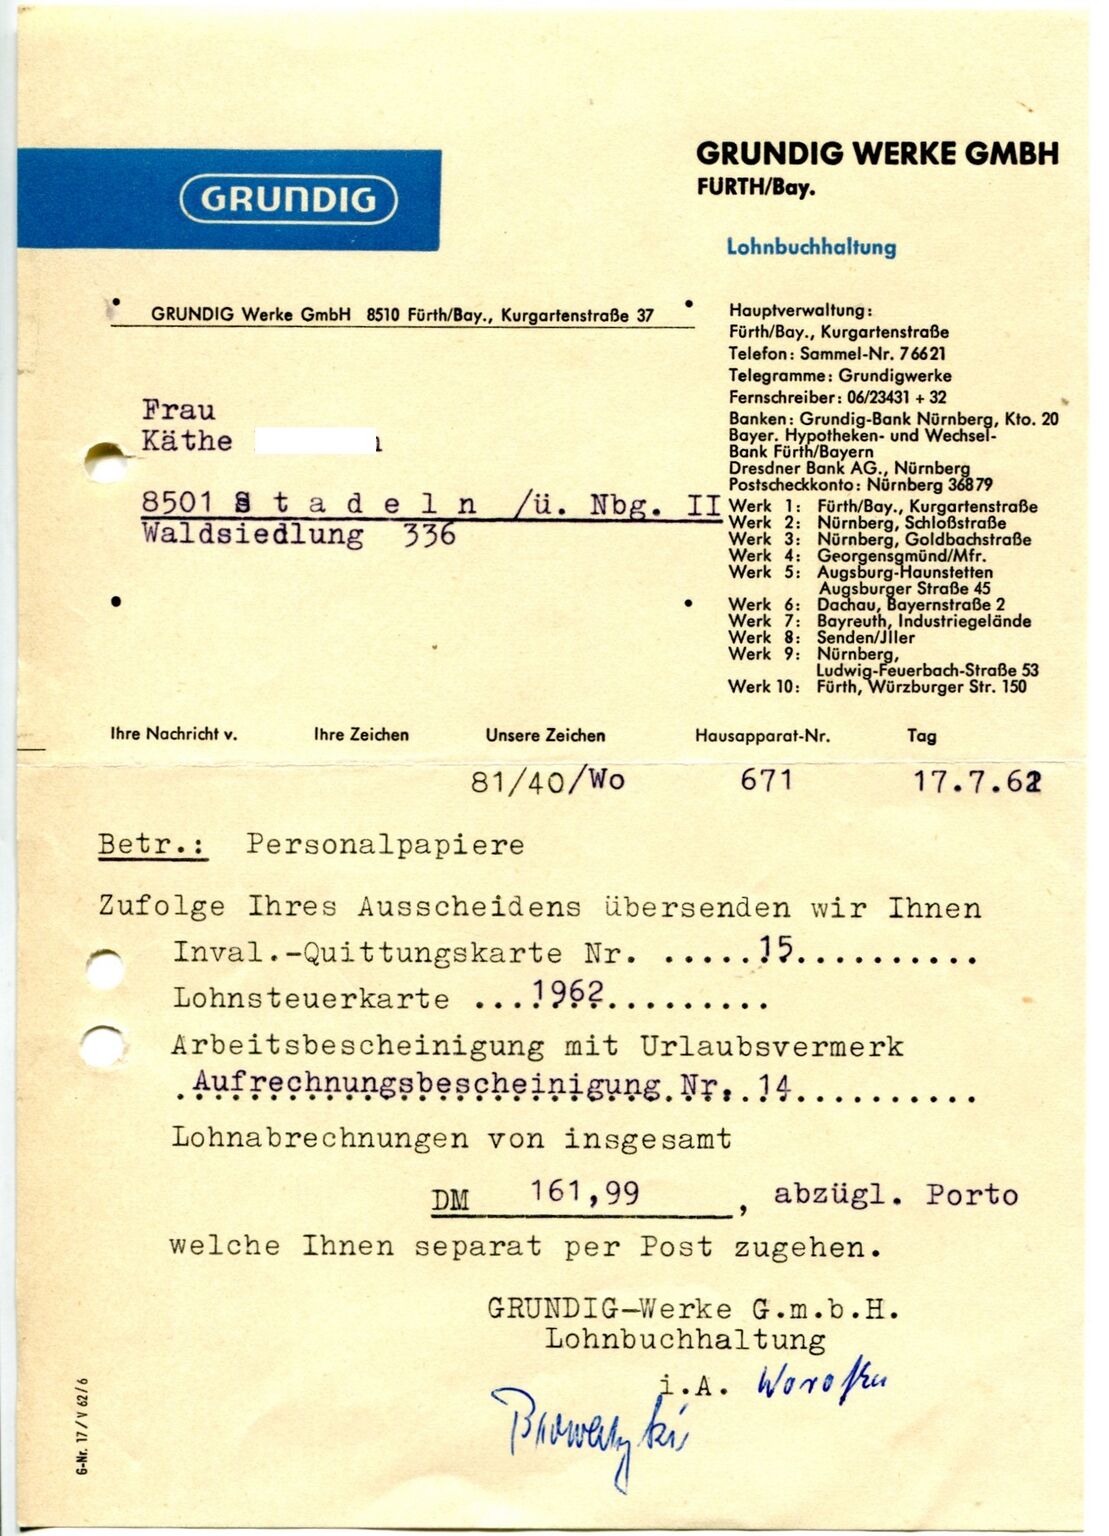 GRUNDIG
GRUNDIG WERKE GMBH
FURTH/Bay.
Lohnbuchhaltung
GRUNDIG Werke GmbH 8510 Fürth/Bay., Kurgartenstraße 37
Frau
Käthe
8501 S t a d e l n /ü. Nbg. II
Waldsiedlung 336
Hauptverwaltung:
Fürth/Bay., Kurgartenstraße
Telefon: Sammel-Nr. 76621
Telegramme: Grundigwerke
Fernschreiber: 06/23431 + 32
Banken: Grundig-Bank Nürnberg, Kto. 20
Bayer. Hypotheken- und Wechsel-
Bank Fürth/Bayern
Dresdner Bank AG., Nürnberg
Postscheckkonto: Nürnberg 36879
Werk 1: Fürth/Bay., Kurgartenstraße
Werk 2: Nürnberg, Schloßstraße
Werk 3: Nürnberg, Goldbachstraße
Werk 4: Georgensgmünd/Mfr.
Werk 5: Augsburg-Haunstetten
Augsburger Straße 45
Werk 6: Dachau, Bayernstraße 2
Werk 7: Bayreuth, Industriegelände
Werk 8: Senden/Jller
Werk 9: Nürnberg,
Ludwig-Feuerbach-Straße 53
Werk 10: Fürth, Würzburger Str. 150
Ihre Nachricht v. Ihre Zeichen Unsere Zeichen Hausapparat-Nr. Tag
81/40/Wo 671 17.7.62
Betr.: Personalpapiere
Zufolge Ihres Ausscheidens übersenden wir Ihnen
Inval.-Quittungskarte Nr. ......15..........
Lohnsteuerkarte ...1962.........
Arbeitsbescheinigung mit Urlaubsvermerk
Aufrechnungsbescheinigung Nr. 14..........
Lohnabrechnungen von insgesamt
DM 161,99, abzügl. Porto
welche Ihnen separat per Post zugehen.
GRUNDIG-Werke G.m.b.H.
Lohnbuchhaltung
i.A.
G-Nr. 17/V 62/6